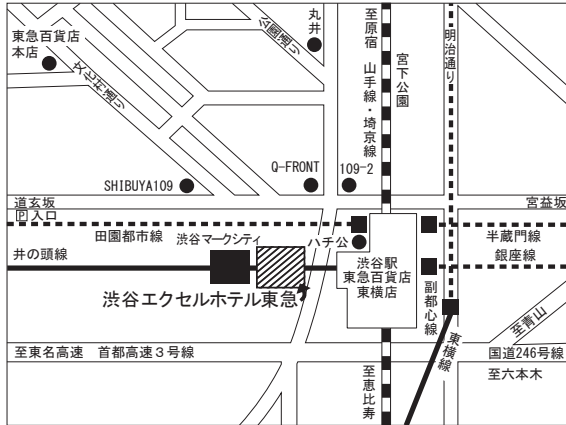 東急百貨店
本店
文化村通り
公園通り
丸井
至原宿
山手線・埼京線
宮下公園
明治通り
Q-FRONT
109-2
SHIBUYA109
道玄坂
宮益坂
P入口
田園都市線
渋谷マークシティ
ハチ公
半蔵門線
井の頭線
渋谷駅
東急百貨店
東横店
銀座線
副都心線
渋谷エクセルホテル東急
東横線
至青山
至東名高速 首都高速3号線
国道246号線
至恵比寿
至六本木